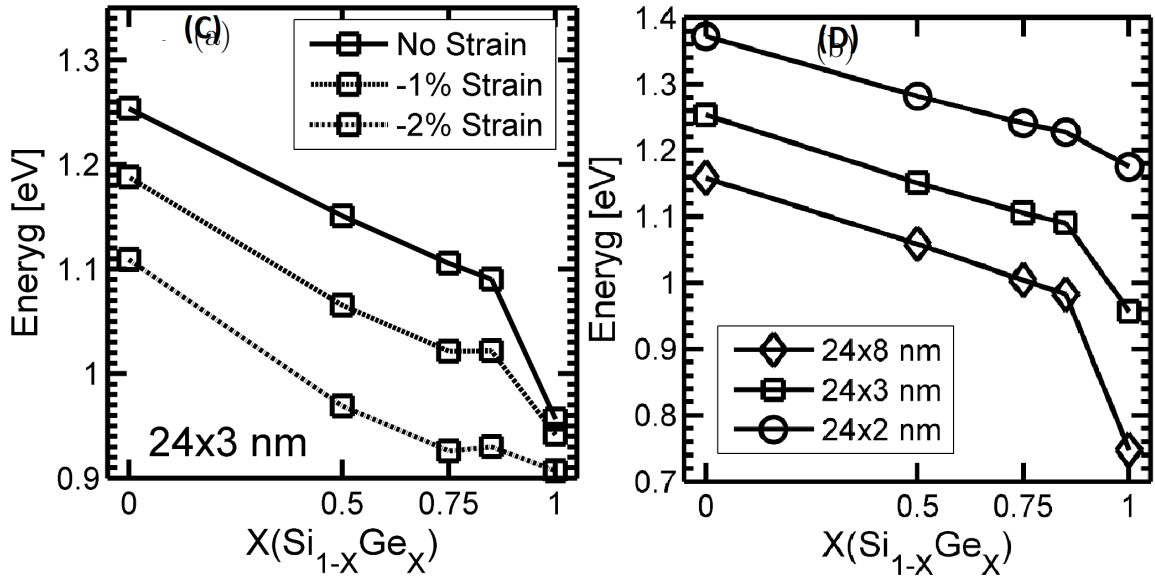 (C)
(a)
No Strain
-1% Strain
-2% Strain
1.3
1.2
1.1
1
0.9
Eneryg [eV]
24x3 nm
0
0.5
0.75
1
X(Si1-XGeX)
(D)
(b)
1.4
1.3
1.2
1.1
1
0.9
0.8
0.7
Eneryg [eV]
24x8 nm
24x3 nm
24x2 nm
0
0.5
0.75
1
X(Si1-XGeX)